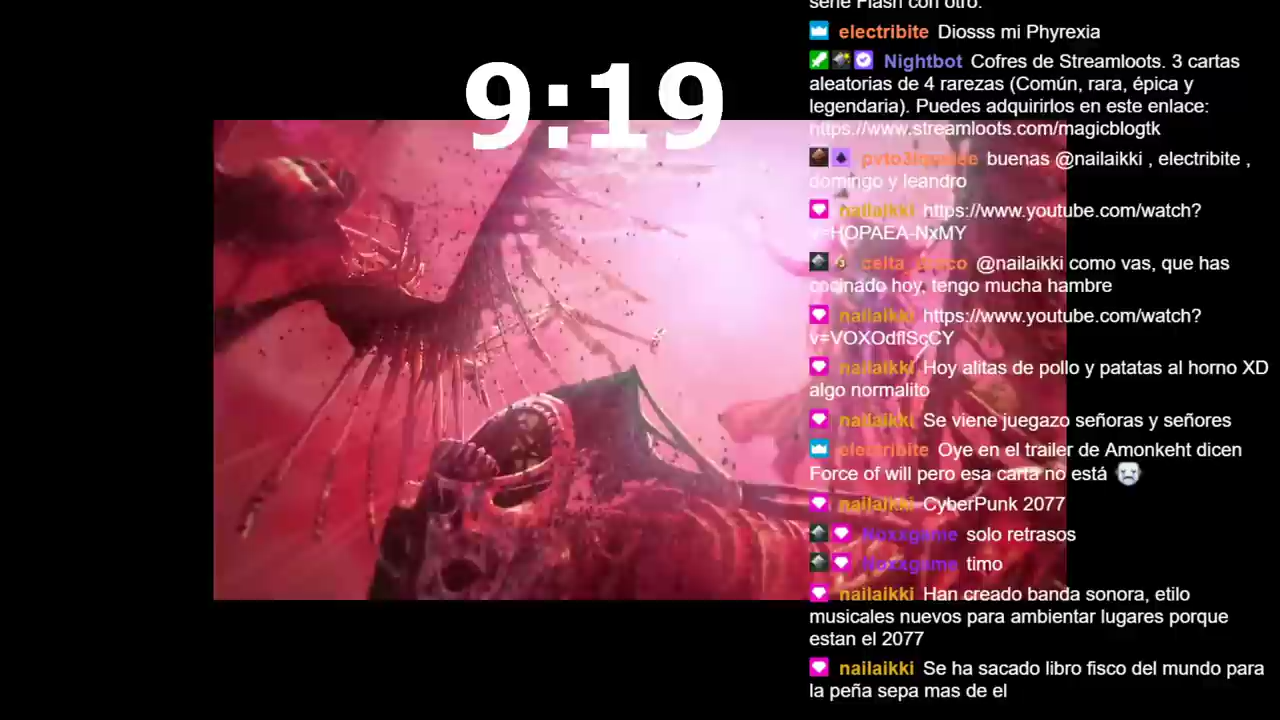 serie Flash con otro.
9:19
electribite Diosss mi Phyrexia
Nightbot Cofres de Streamloots. 3 cartas
aleatorias de 4 rarezas (Común, rara, épica y
legendaria). Puedes adquirirlos en este enlace:
https://www.streamloots.com/magicblogtk
buenas @nailaikki , electribite ,
domingo y leandro
nailaikki https://www.youtube.com/watch?
v=HOPAEA-NxMY
@nailaikki como vas, que has
cocinado hoy, tengo mucha hambre
nailaikki https://www.youtube.com/watch?
nailaikki Hoy alitas de pollo y patatas al horno XD
algo normalito
nailaikki Se viene juegazo señoras y señores
electribite Oye en el trailer de Amonkeht dicen
Force of will pero esa carta no está
nailaikki CyberPunk 2077
Noxxgame solo retrasos
Noxxgame timo
nailaikki Han creado banda sonora, etilo
musicales nuevos para ambientar lugares porque
estan el 2077
nailaikki Se ha sacado libro fisco del mundo para
la peña sepa mas de el